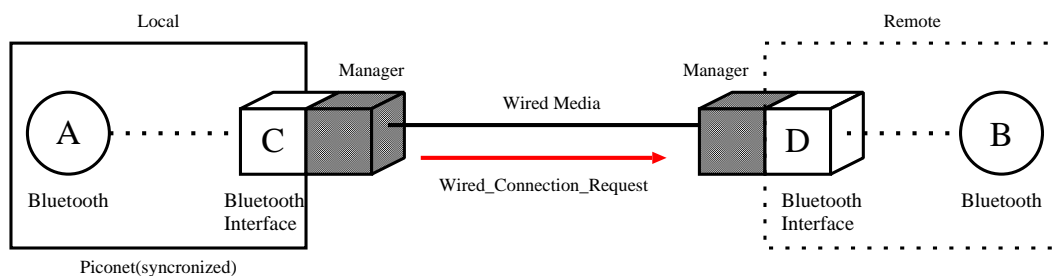 Local
Remote
Manager
Manager
Wired Media
A
C
D
B
Wired_Connection_Request
Bluetooth
Bluetooth
Interface
Bluetooth
Interface
Bluetooth
Piconet(syncronized)